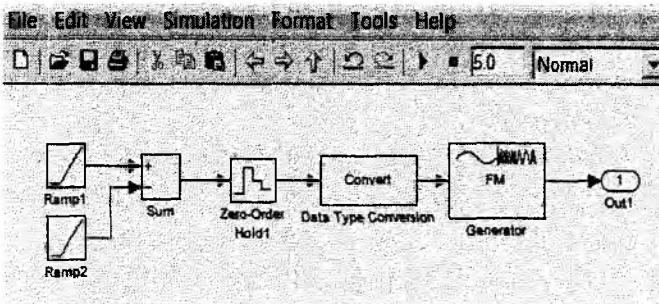 File Edit View Simulation Format Tools Help
5.0 Normal
Ramp1
+
−
Sum
Zero-Order
Hold1
Convert
Data Type Conversion
FM
Generator
1
Out1
Ramp2